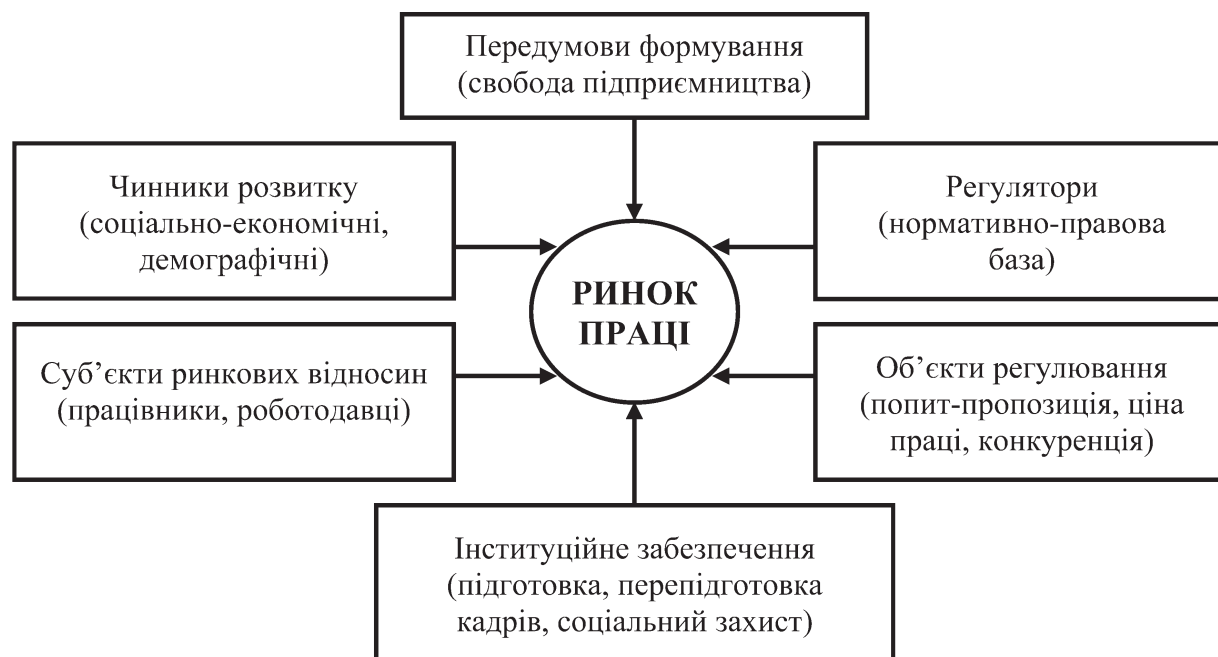 Передумови формування
(свобода підприємництва)
Чинники розвитку
(соціально-економічні,
демографічні)
Регулятори
(нормативно-правова
база)
РИНОК
ПРАЦІ
Суб’єкти ринкових відносин
(працівники, роботодавці)
Об’єкти регулювання
(попит-пропозиція, ціна
праці, конкуренція)
Інституційне забезпечення
(підготовка, перепідготовка
кадрів, соціальний захист)